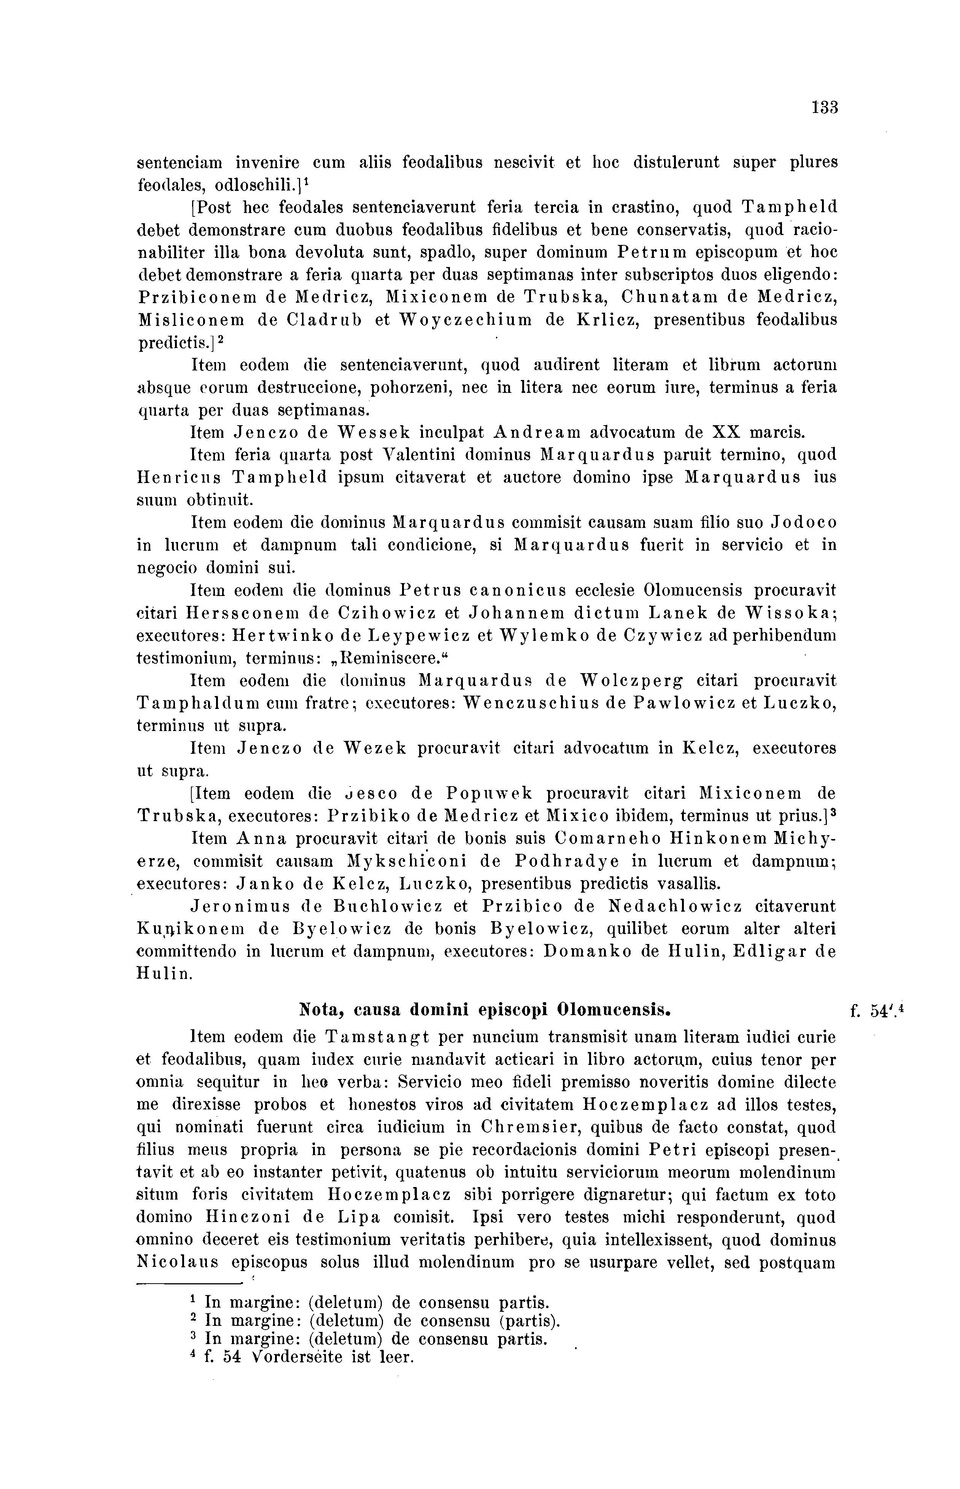 133
sentenciam invenire cum aliis feodalibus nescivit et hoc distulerunt super plures
feodales, odloschili.]¹
[Post hec feodales sentenciaverunt feria tercia in crastino, quod Tampheld
debet demonstrare cum duobus feodalibus fidelibus et bene conservatis, quod racio-
nabiliter illa bona devoluta sunt, spadlo, super dominum Petrum episcopum et hoc
debet demonstrare a feria quarta per duas septimanas inter subscriptos duos eligendo:
Przibiconem de Medricz, Mixiconem de Trubska, Chunatam de Medricz,
Misliconem de Cladrub et Woyczechium de Krlicz, presentibus feodalibus
predictis.]²
Item eodem die sentenciaverunt, quod audirent literam et librum actorum
absque eorum destruccione, pohorzeni, nec in litera nec eorum iure, terminus a feria
quarta per duas septimanas.
Item Jenczo de Wessek inculpat Andream advocatum de XX marcis.
Item feria quarta post Valentini dominus Marquardus paruit termino, quod
Henricus Tampheld ipsum citaverat et auctore domino ipse Marquardus ius
suum obtinuit.
Item eodem die dominus Marquardus commisit causam suam filio suo Jodoco
in lucrum et dampnum tali condicione, si Marquardus fuerit in servicio et in
negocio domini sui.
Item eodem die dominus Petrus canonicus ecclesie Olomucensis procuravit
citari Herssconem de Czihowicz et Johannem dictum Lanek de Wissoka;
executores: Hertwinko de Leypewicz et Wylemko de Czywicz ad perhibendum
testimonium, terminus: „Reminiscere.“
Item eodem die dominus Marquardus de Wolczperg citari procuravit
Tamphaldum cum fratre; executores: Wenczuschius de Pawlowicz et Luczko,
terminus ut supra.
Item Jenczo de Wezek procuravit citari advocatum in Kelcz, executores
ut supra.
[Item eodem die Jesco de Popuwek procuravit citari Mixiconem de
Trubska, executores: Przibiko de Medricz et Mixico ibidem, terminus ut prius.]³
Item Anna procuravit citari de bonis suis Comarneho Hinkonem Michy-
erze, commisit causam Mykschiconi de Podhradye in lucrum et dampnum;
executores: Janko de Kelcz, Luczko, presentibus predictis vasallis.
Jeronimus de Buchlowicz et Przibico de Nedachlowicz citaverunt
Kunikonem de Byelowicz de bonis Byelowicz, quilibet eorum alter alteri
committendo in lucrum et dampnum, executores: Domanko de Hulin, Edligar de
Hulin.
Nota, causa domini episcopi Olomucensis. f. 54'.⁴
Item eodem die Tamstangt per nuncium transmisit unam literam iudici curie
et feodalibus, quam iudex curie mandavit acticari in libro actorum, cuius tenor per
omnia sequitur in hec verba: Servicio meo fideli premisso noveritis domine dilecte
me direxisse probos et honestos viros ad civitatem Hoczemplacz ad illos testes,
qui nominati fuerunt circa iudicium in Chremsier, quibus de facto constat, quod
filius meus propria in persona se pie recordacionis domini Petri episcopi presen-
tavit et ab eo instanter petivit, quatenus ob intuitu serviciorum meorum molendinum
situm foris civitatem Hoczemplacz sibi porrigere dignaretur; qui factum ex toto
domino Hinczoni de Lipa comisit. Ipsi vero testes michi responderunt, quod
omnino deceret eis testimonium veritatis perhibere, quia intellexissent, quod dominus
Nicolaus episcopus solus illud molendinum pro se usurpare vellet, sed postquam
¹ In margine: (deletum) de consensu partis.
² In margine: (deletum) de consensu (partis).
³ In margine: (deletum) de consensu partis.
⁴ f. 54 Vorderseite ist leer.